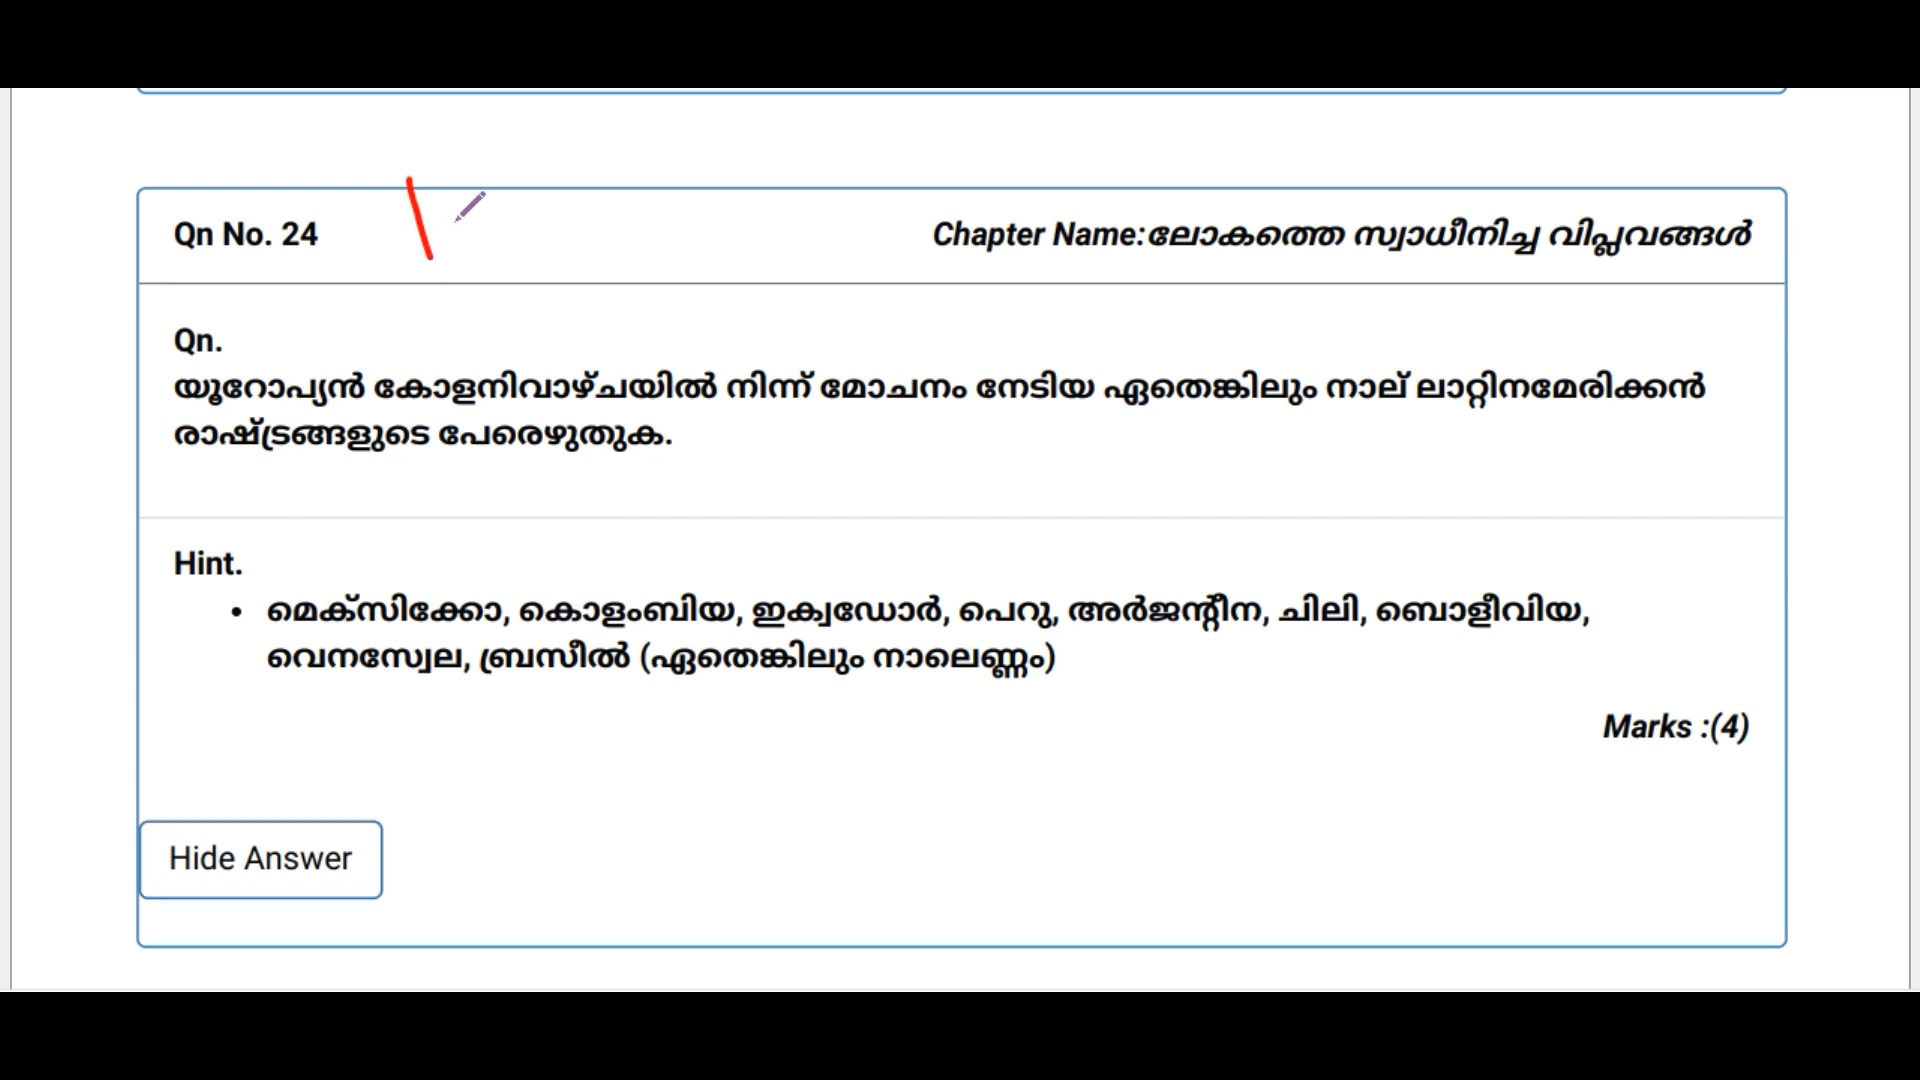 Qn No. 24
Chapter Name:ലോകത്തെ സ്വാധീനിച്ച വിപ്ലവങ്ങൾ
Qn.
യൂറോപ്യൻ കോളനിവാഴ്ചയിൽ നിന്ന് മോചനം നേടിയ ഏതെങ്കിലും നാല് ലാറ്റിനമേരിക്കൻ
രാഷ്ട്രങ്ങളുടെ പേരെഴുതുക.
Hint.
• മെക്സിക്കോ, കൊളംബിയ, ഇക്വഡോർ, പെറു, അർജന്റീന, ചിലി, ബൊളീവിയ,
വെനസ്വേല, ബ്രസീൽ (ഏതെങ്കിലും നാലെണ്ണം)
Marks :(4)
Hide Answer